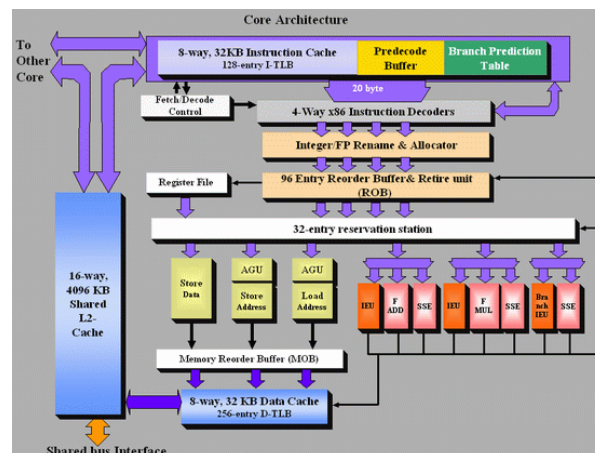 Core Architecture
To
Other
Core
8-way, 32KB Instruction Cache
128-entry I-TLB
Predecode
Buffer
Branch Prediction
Table
20 byte
Fetch/Decode
Control
4-Way x86 Instruction Decoders
Integer/FP Rename & Allocator
Register File
96 Entry Reorder Buffer& Retire unit
(ROB)
32-entry reservation station
16-way,
4096 KB
Shared
L2-
Cache
Store
Data
AGU
Store
Address
AGU
Load
Address
IEU
F
ADD
SSE
IEU
F
MUL
SSE
Bra
nch
IEU
SSE
Memory Reorder Buffer (MOB)
8-way, 32 KB Data Cache
256-entry D-TLB
Shared bus Interface